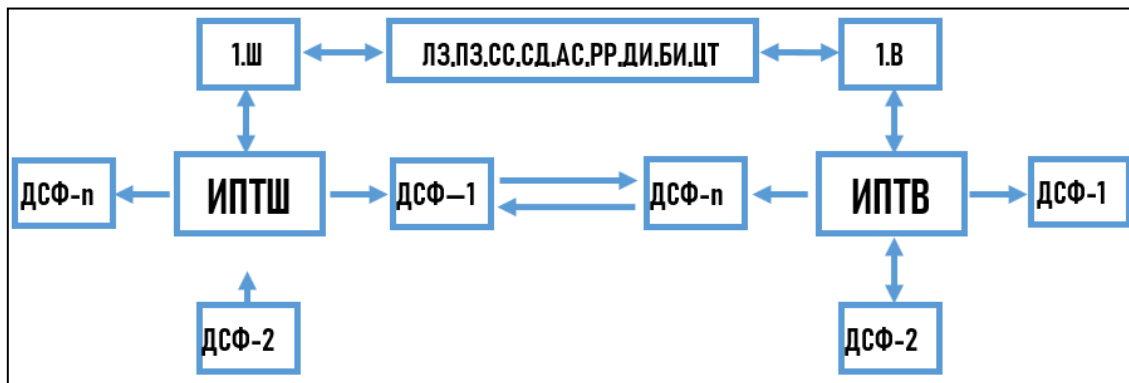 1.Ш
ЛЗ,ПЗ,СС,СД,АС,РР,ДИ,БИ,ЦТ
1.В
ДСФ-n
ИПТШ
ДСФ–1
ДСФ-n
ИПТВ
ДСФ-1
ДСФ-2
ДСФ-2